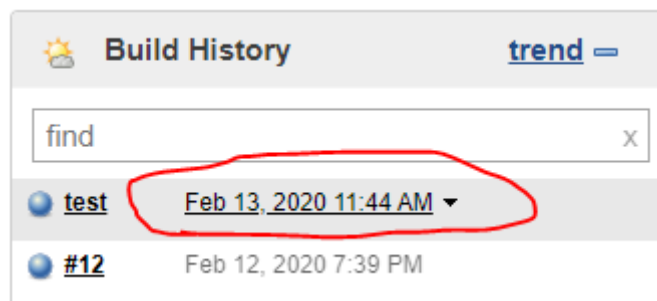 Build History trend
find x
test Feb 13, 2020 11:44 AM
#12 Feb 12, 2020 7:39 PM